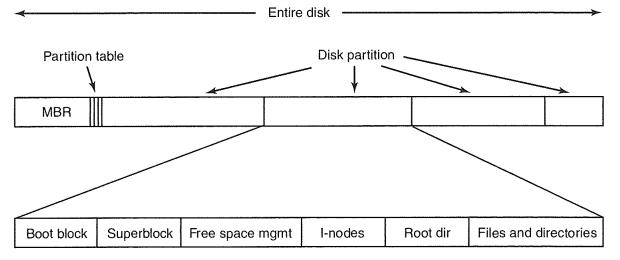 Entire disk
Partition table
Disk partition
MBR
Boot block
Superblock
Free space mgmt
I-nodes
Root dir
Files and directories